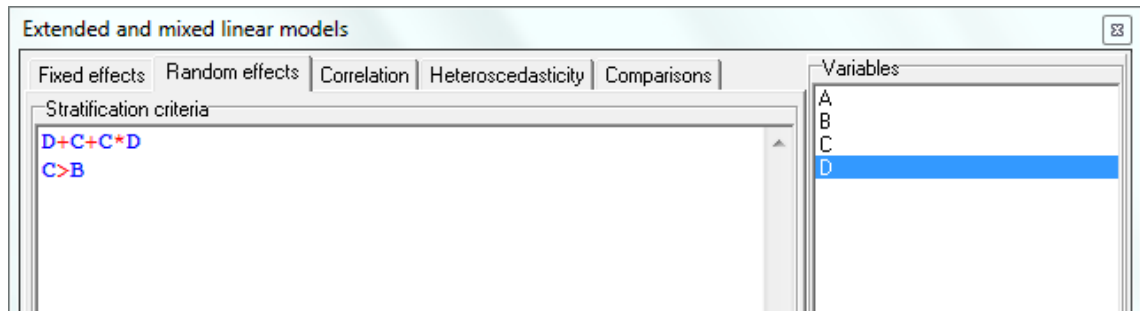 Extended and mixed linear models
Fixed effects Random effects Correlation Heteroscedasticity Comparisons
Variables
Stratification criteria
D+C+C*D
C>B
A
B
C
D